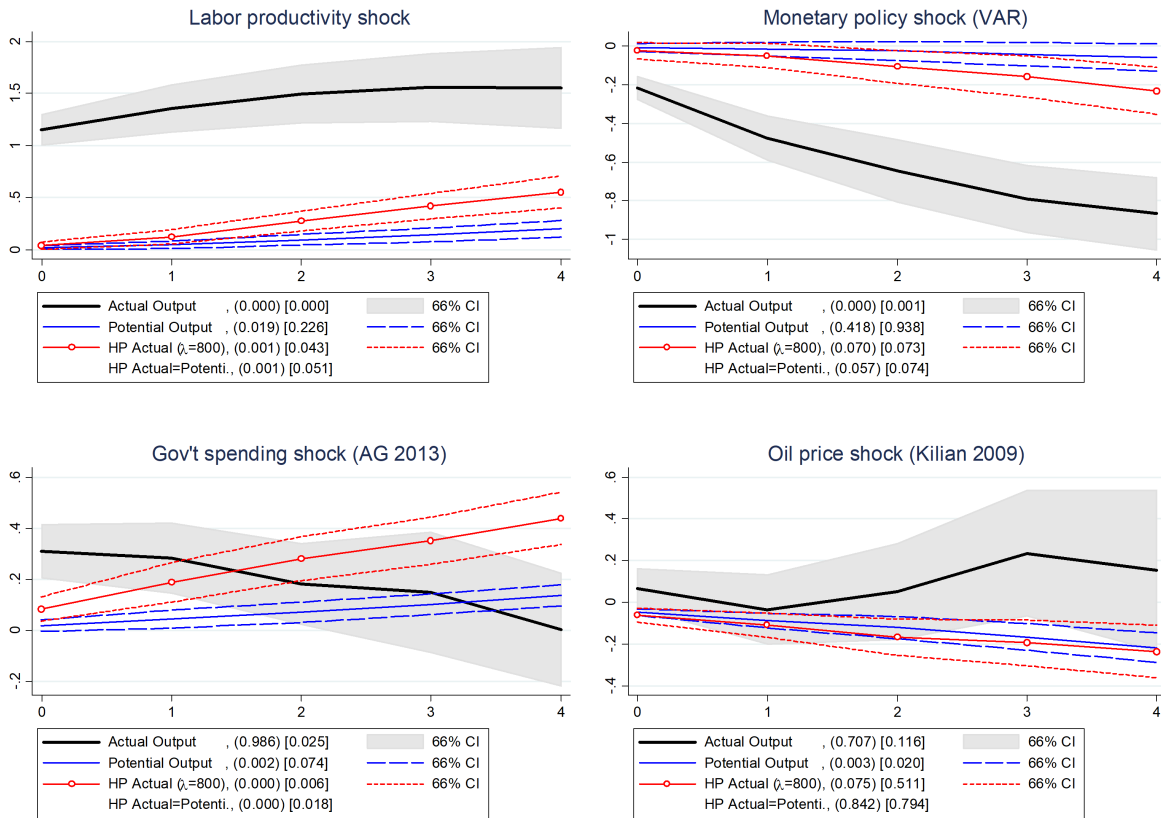 Labor productivity shock
2
1.5
1
.5
0
0 1 2 3 4
Actual Output , (0.000) [0.000] 66% CI
Potential Output , (0.019) [0.226] 66% CI
HP Actual (λ=800), (0.001) [0.043] 66% CI
HP Actual=Potenti., (0.001) [0.051]
Monetary policy shock (VAR)
0
-.2
-.4
-.6
-.8
-1
0 1 2 3 4
Actual Output , (0.000) [0.001] 66% CI
Potential Output , (0.418) [0.938] 66% CI
HP Actual (λ=800), (0.070) [0.073] 66% CI
HP Actual=Potenti., (0.057) [0.074]
Gov't spending shock (AG 2013)
.6
.4
.2
0
-.2
0 1 2 3 4
Actual Output , (0.986) [0.025] 66% CI
Potential Output , (0.002) [0.074] 66% CI
HP Actual (λ=800), (0.000) [0.006] 66% CI
HP Actual=Potenti., (0.000) [0.018]
Oil price shock (Kilian 2009)
.6
.4
.2
0
-.2
-.4
0 1 2 3 4
Actual Output , (0.707) [0.116] 66% CI
Potential Output , (0.003) [0.020] 66% CI
HP Actual (λ=800), (0.075) [0.511] 66% CI
HP Actual=Potenti., (0.842) [0.794]